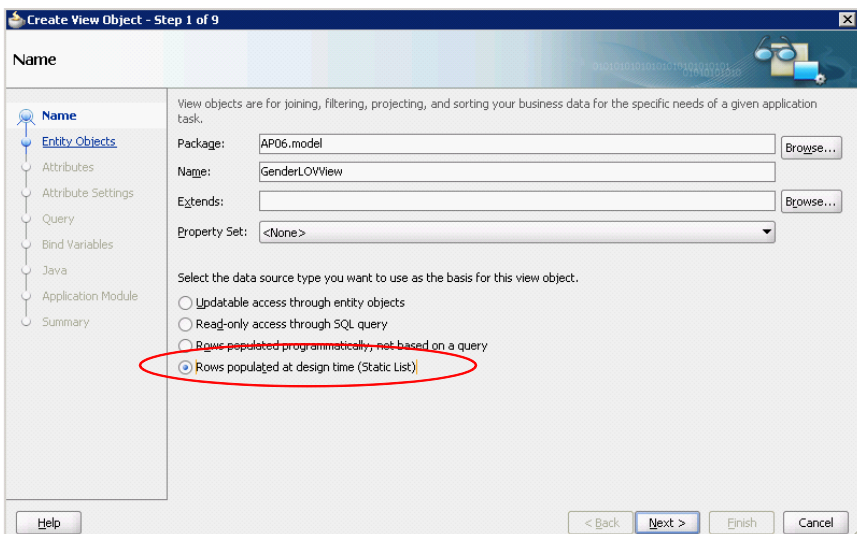 Create View Object - Step 1 of 9
Name
Name
Entity Objects
Attributes
Attribute Settings
Query
Bind Variables
Java
Application Module
Summary
View objects are for joining, filtering, projecting, and sorting your business data for the specific needs of a given application
task.
Package: AP06.model Browse...
Name: GenderLOVView
Extends: Browse...
Property Set: <None>
Select the data source type you want to use as the basis for this view object.
Updatable access through entity objects
Read-only access through SQL query
Rows populated programmatically, not based on a query
Rows populated at design time (Static List)
Help < Back Next > Finish Cancel